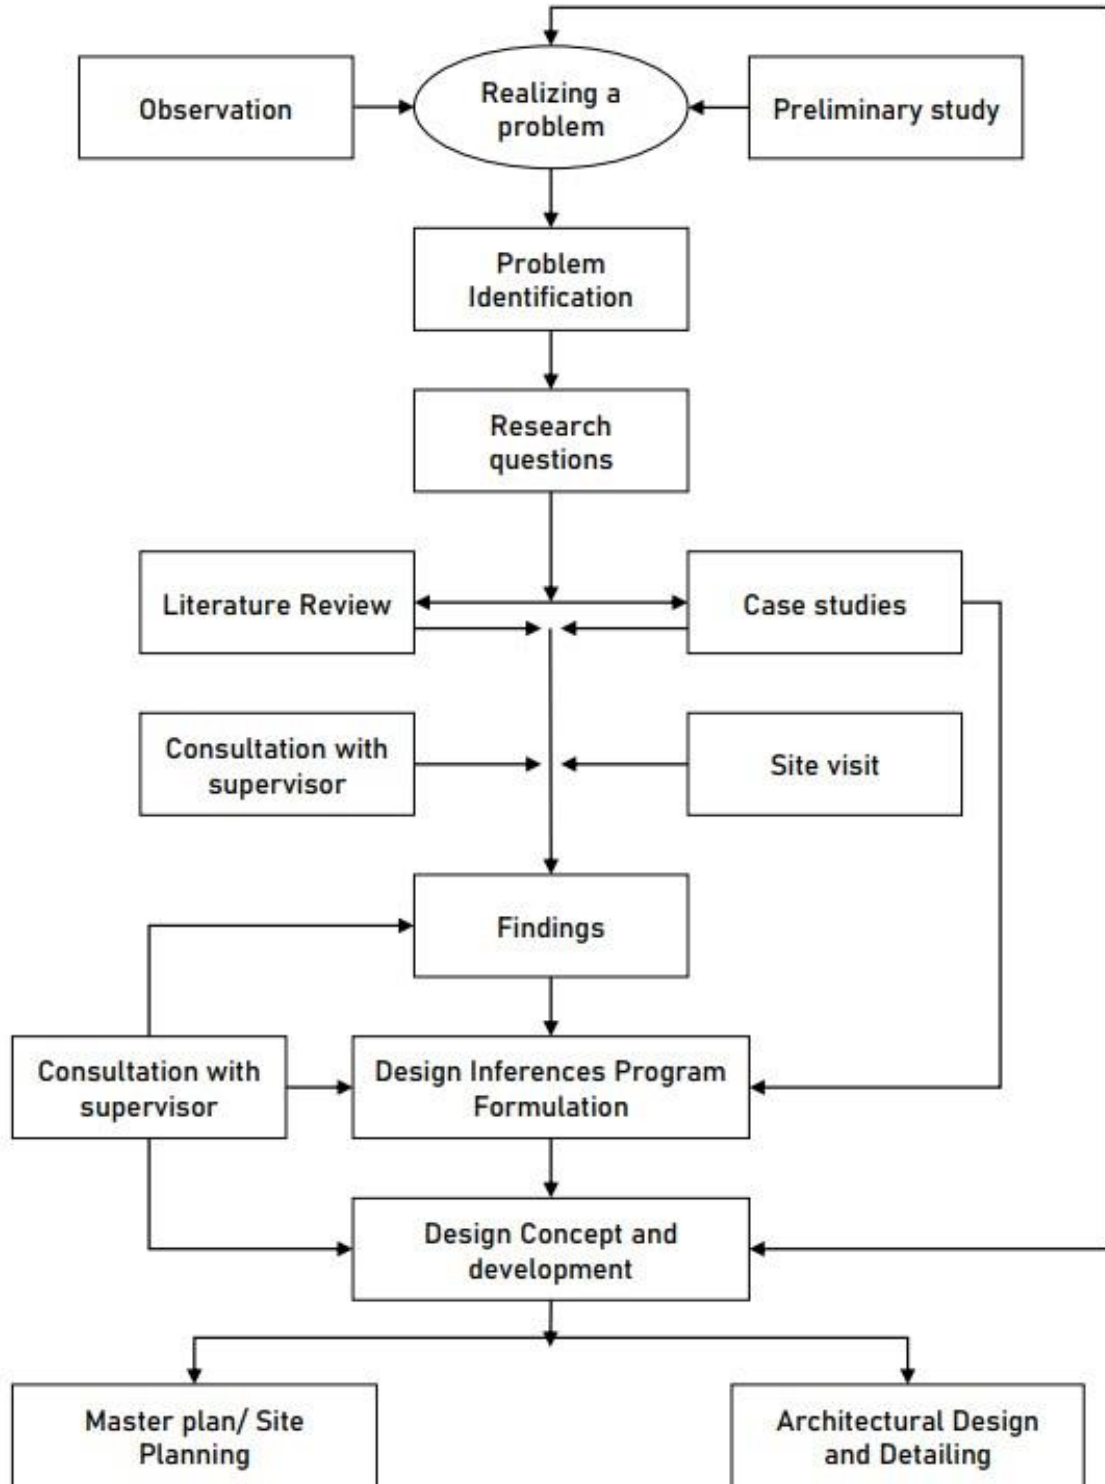 Observation
Realizing a
problem
Preliminary study
Problem
Identification
Research
questions
Literature Review
Case studies
Consultation with
supervisor
Site visit
Findings
Consultation with
supervisor
Design Inferences Program
Formulation
Design Concept and
development
Master plan/ Site
Planning
Architectural Design
and Detailing